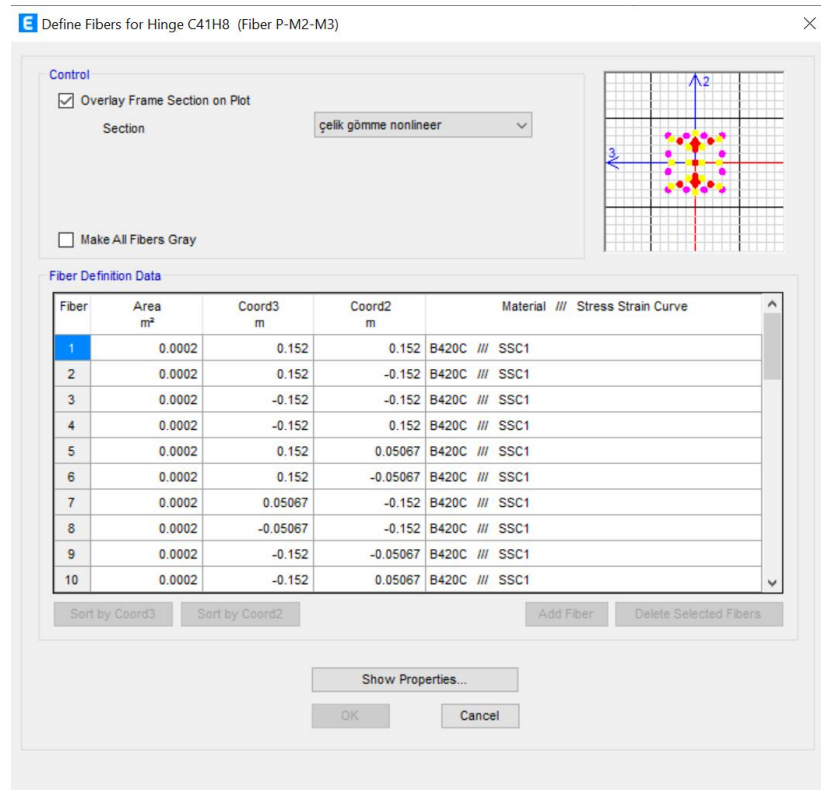 E Define Fibers for Hinge C41H8 (Fiber P-M2-M3)
Control
Overlay Frame Section on Plot
Section çelik gömme nonlineer
Make All Fibers Gray
2
3
Fiber Definition Data
Fiber Area m² Coord3 m Coord2 m Material /// Stress Strain Curve
1 0.0002 0.152 0.152 B420C /// SSC1
2 0.0002 0.152 -0.152 B420C /// SSC1
3 0.0002 -0.152 -0.152 B420C /// SSC1
4 0.0002 -0.152 0.152 B420C /// SSC1
5 0.0002 0.152 0.05067 B420C /// SSC1
6 0.0002 0.152 -0.05067 B420C /// SSC1
7 0.0002 0.05067 -0.152 B420C /// SSC1
8 0.0002 -0.05067 -0.152 B420C /// SSC1
9 0.0002 -0.152 -0.05067 B420C /// SSC1
10 0.0002 -0.152 0.05067 B420C /// SSC1
Sort by Coord3 Sort by Coord2 Add Fiber Delete Selected Fibers
Show Properties...
OK Cancel